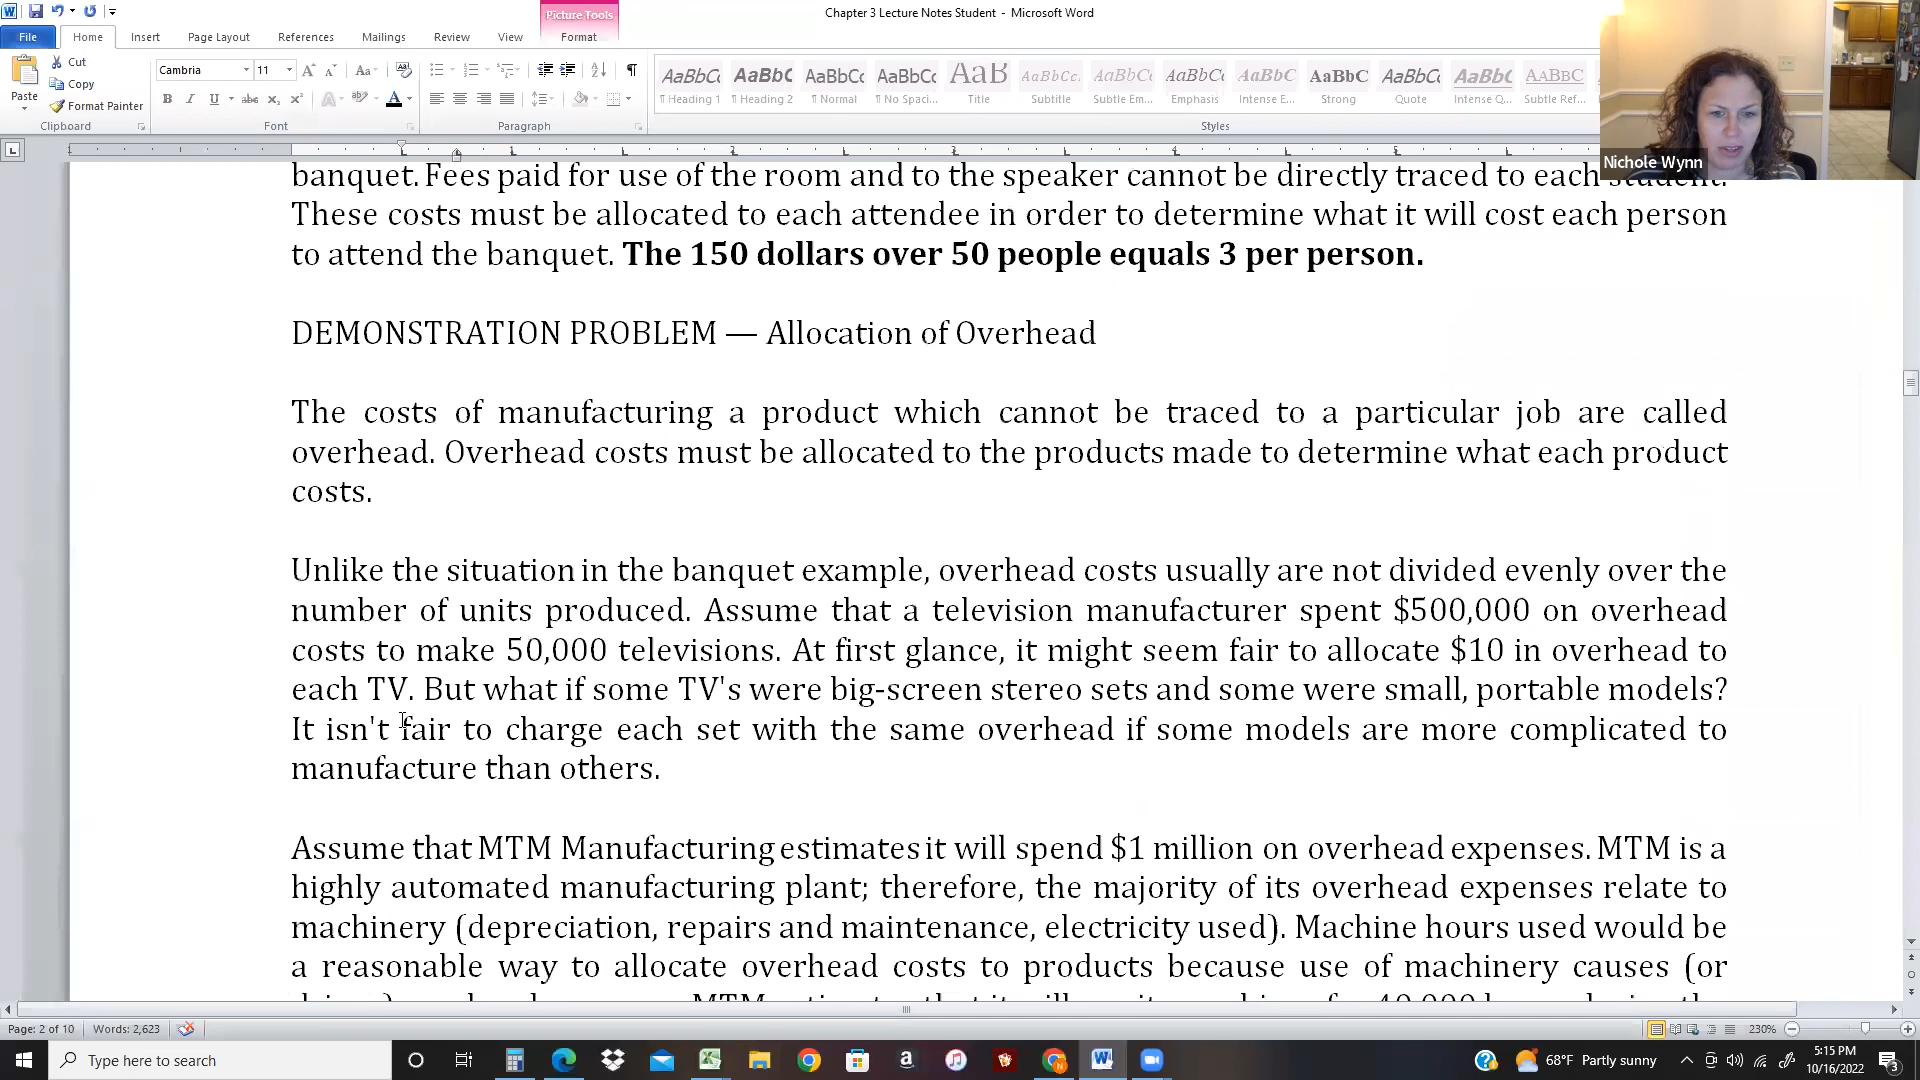 Chapter 3 Lecture Notes Student - Microsoft Word
Picture Tools
File Home Insert Page Layout References Mailings Review View Format
Paste
Cut
Copy
Format Painter
Clipboard
Cambria 11
Font
Paragraph
AaBbCc AaBbC AaBbCc AaBbCc AaB AaBbCc. AaBbCc AaBbCc AaBbCc AaBbC AaBbCc AaBbCc AABBC
¶ Heading 1 ¶ Heading 2 ¶ Normal ¶ No Spaci... Title Subtitle Subtle Em... Emphasis Intense E... Strong Quote Intense Q... Subtle Ref...
Styles
Nichole Wynn
banquet. Fees paid for use of the room and to the speaker cannot be directly traced to each student.
These costs must be allocated to each attendee in order to determine what it will cost each person
to attend the banquet. The 150 dollars over 50 people equals 3 per person.
DEMONSTRATION PROBLEM — Allocation of Overhead
The costs of manufacturing a product which cannot be traced to a particular job are called
overhead. Overhead costs must be allocated to the products made to determine what each product
costs.
Unlike the situation in the banquet example, overhead costs usually are not divided evenly over the
number of units produced. Assume that a television manufacturer spent $500,000 on overhead
costs to make 50,000 televisions. At first glance, it might seem fair to allocate $10 in overhead to
each TV. But what if some TV's were big-screen stereo sets and some were small, portable models?
It isn't fair to charge each set with the same overhead if some models are more complicated to
manufacture than others.
Assume that MTM Manufacturing estimates it will spend $1 million on overhead expenses. MTM is a
highly automated manufacturing plant; therefore, the majority of its overhead expenses relate to
machinery (depreciation, repairs and maintenance, electricity used). Machine hours used would be
a reasonable way to allocate overhead costs to products because use of machinery causes (or
Page: 2 of 10 Words: 2,623 230%
Type here to search
68°F Partly sunny
5:15 PM
10/16/2022
3